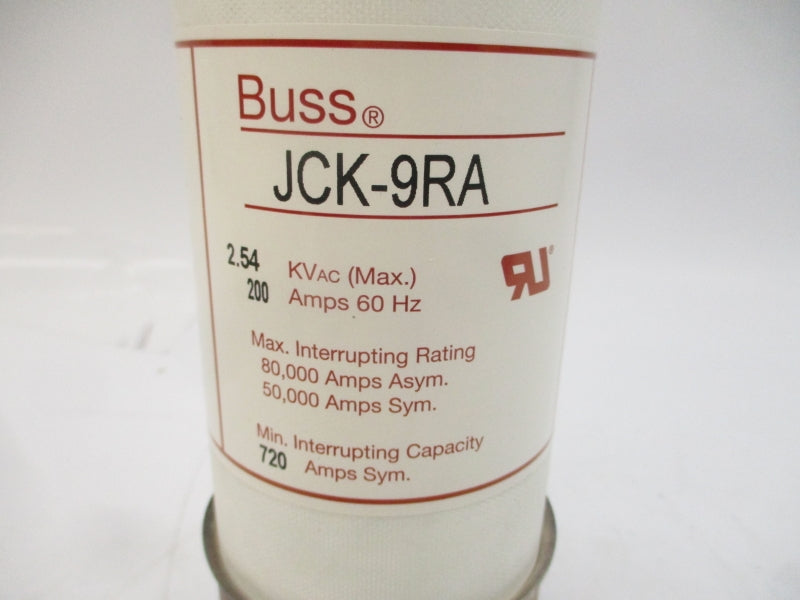 Buss®
JCK-9RA
2.54 KVAC (Max.)
200 Amps 60 Hz
RU®
Max. Interrupting Rating
80,000 Amps Asym.
50,000 Amps Sym.
Min. Interrupting Capacity
720 Amps Sym.